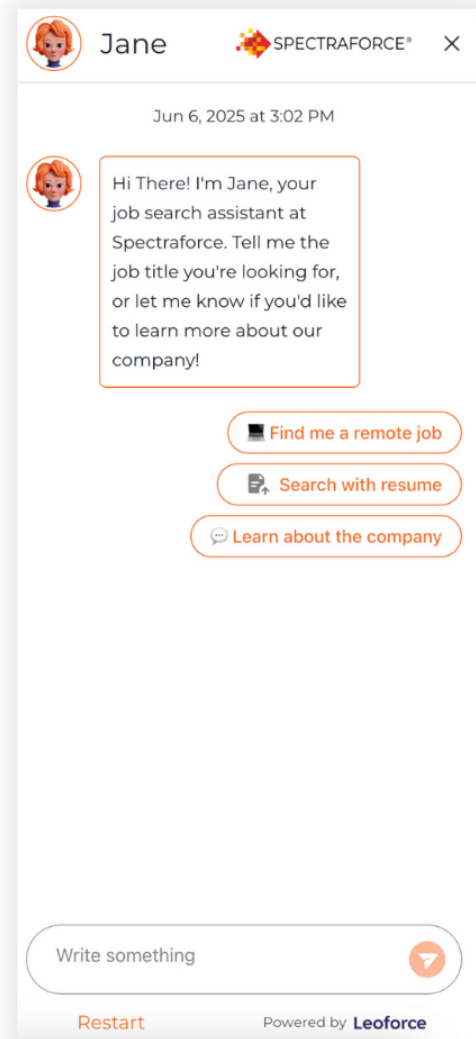 Jane
SPECTRAFORCE®
Jun 6, 2025 at 3:02 PM
Hi There! I'm Jane, your
job search assistant at
Spectraforce. Tell me the
job title you're looking for,
or let me know if you'd like
to learn more about our
company!
Find me a remote job
Search with resume
Learn about the company
Write something
Restart
Powered by Leoforce